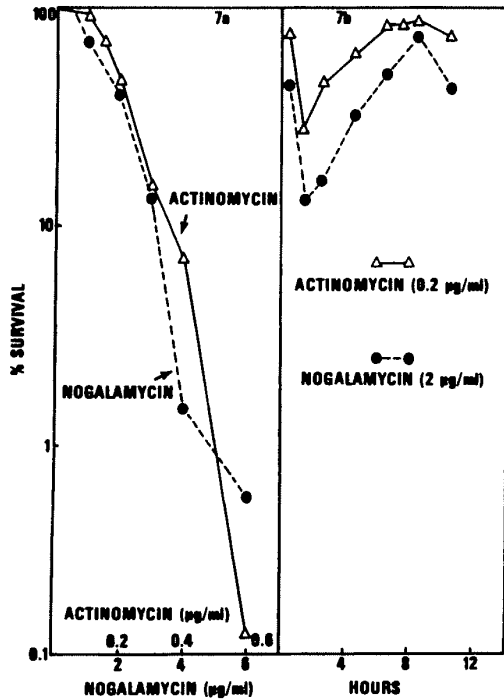 100
7a
7b
ACTINOMYCIN
10
ACTINOMYCIN (0.2 µg/ml)
% SURVIVAL
NOGALAMYCIN
NOGALAMYCIN (2 µg/ml)
1
ACTINOMYCIN (µg/ml)
0.2 0.4 0.6
0.1
2 4 6
4 8 12
NOGALAMYCIN (µg/ml)
HOURS